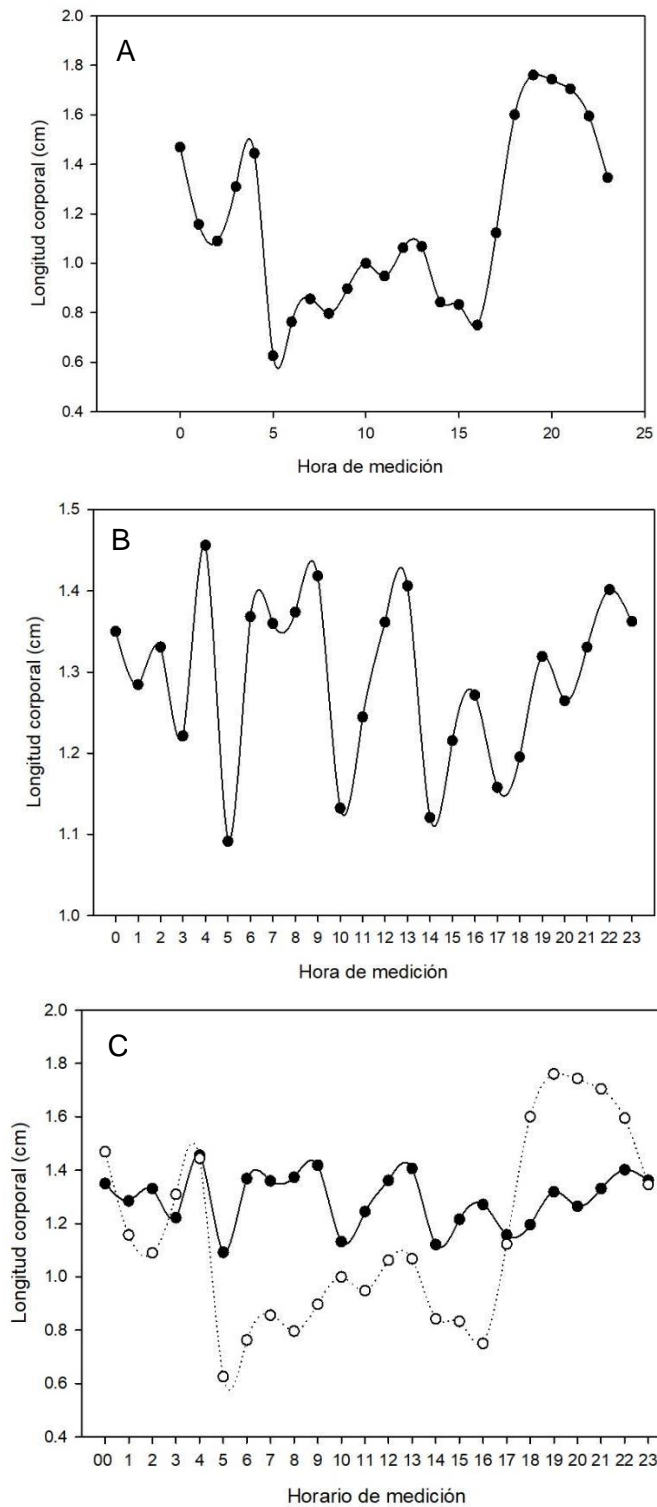 A
2.0
1.8
1.6
1.4
1.2
1.0
0.8
0.6
0.4
Longitud corporal (cm)
0 5 10 15 20 25
Hora de medición
B
1.5
1.4
1.3
1.2
1.1
1.0
Longitud corporal (cm)
0 1 2 3 4 5 6 7 8 9 10 11 12 13 14 15 16 17 18 19 20 21 22 23
Hora de medición
C
2.0
1.8
1.6
1.4
1.2
1.0
0.8
0.6
0.4
Longitud corporal (cm)
00 1 2 3 4 5 6 7 8 9 10 11 12 13 14 15 16 17 18 19 20 21 22 23
Horario de medición